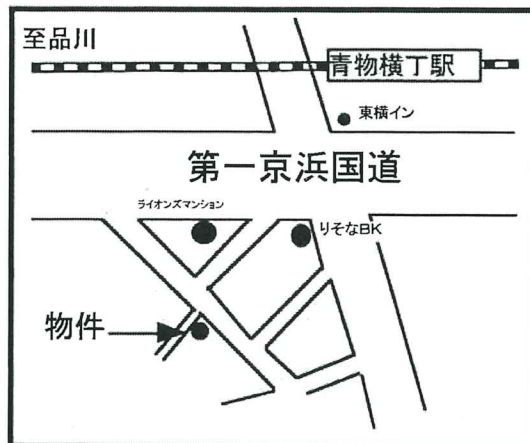 至品川
青物横丁駅
東横イン
第一京浜国道
ライオンズマンション
りそなBK
物件